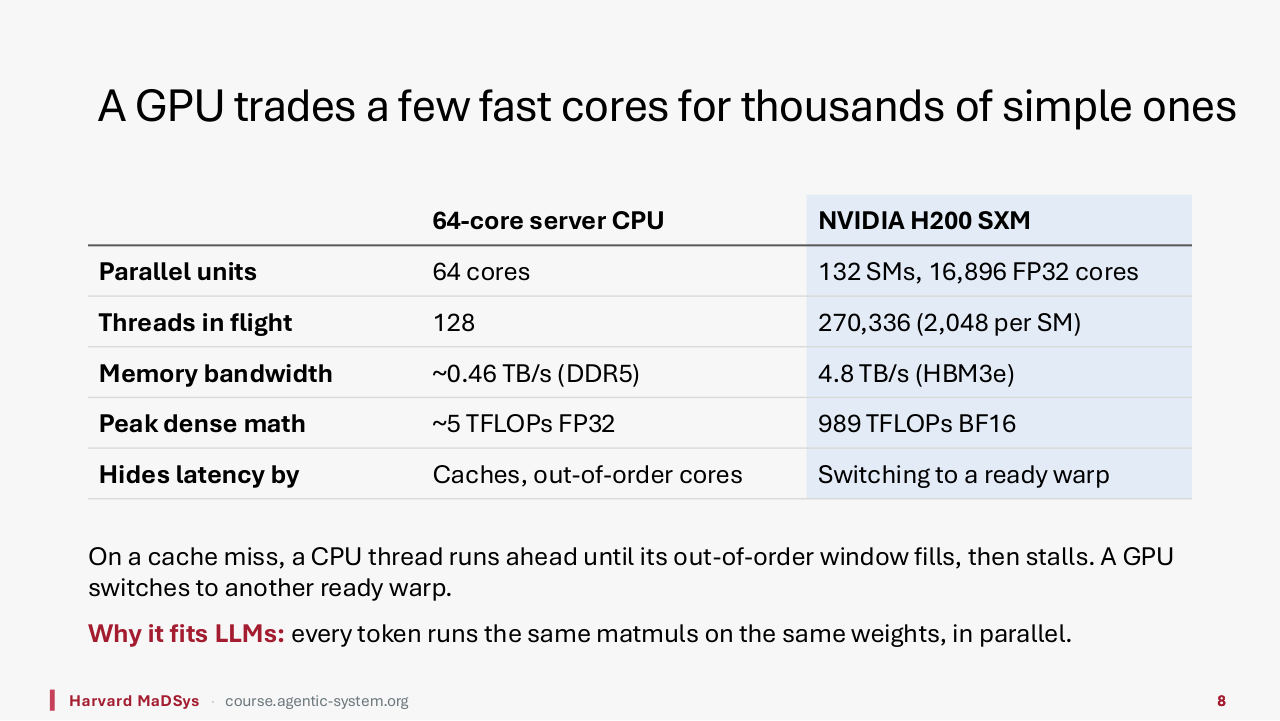 A GPU trades a few fast cores for thousands of simple ones
64-core server CPU NVIDIA H200 SXM
Parallel units 64 cores 132 SMs, 16,896 FP32 cores
Threads in flight 128 270,336 (2,048 per SM)
Memory bandwidth ~0.46 TB/s (DDR5) 4.8 TB/s (HBM3e)
Peak dense math ~5 TFLOPs FP32 989 TFLOPs BF16
Hides latency by Caches, out-of-order cores Switching to a ready warp
On a cache miss, a CPU thread runs ahead until its out-of-order window fills, then stalls. A GPU
switches to another ready warp.
Why it fits LLMs: every token runs the same matmuls on the same weights, in parallel.
Harvard MaDSys · course.agentic-system.org 8